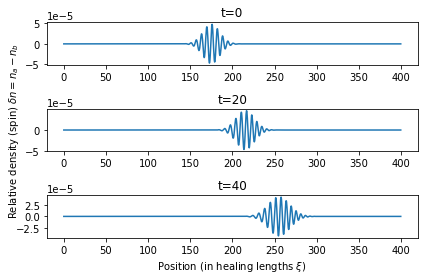 Relative density (spin) δn = n_a − n_b
t=0
1e−5
5
0
−5
0 50 100 150 200 250 300 350 400
t=20
1e−5
0
−5
0 50 100 150 200 250 300 350 400
t=40
1e−5
2.5
0.0
−2.5
0 50 100 150 200 250 300 350 400
Position (in healing lengths ξ)